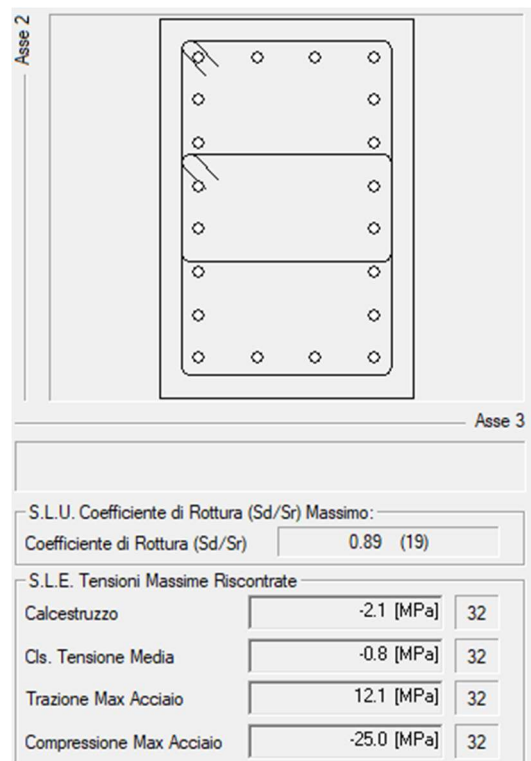 Asse 2
Asse 3
S.L.U. Coefficiente di Rottura (Sd/Sr) Massimo:
Coefficiente di Rottura (Sd/Sr) 0.89 (19)
S.L.E. Tensioni Massime Riscontrate
Calcestruzzo -2.1 [MPa] 32
Cls. Tensione Media -0.8 [MPa] 32
Trazione Max Acciaio 12.1 [MPa] 32
Compressione Max Acciaio -25.0 [MPa] 32